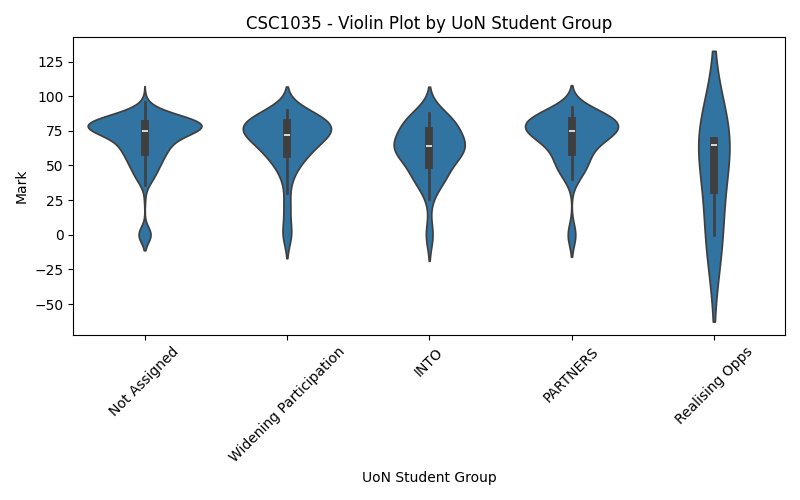 CSC1035 - Violin Plot by UoN Student Group
125
100
75
50
25
0
−25
−50
Mark
Not Assigned
Widening Participation
INTO
PARTNERS
Realising Opps
UoN Student Group